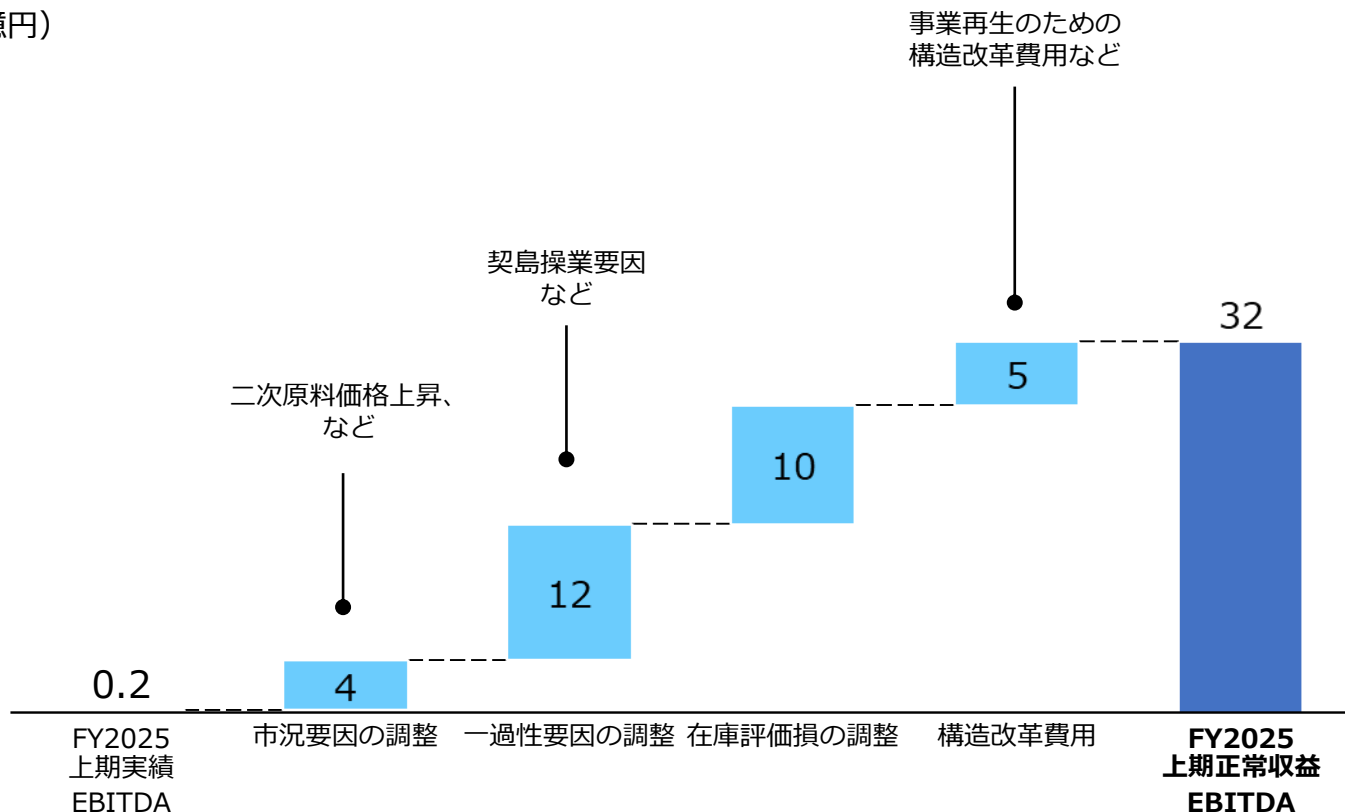 億円）
事業再生のための
構造改革費用など
契島操業要因
など
二次原料価格上昇、
など
0.2
4
12
10
5
32
FY2025
上期実績
EBITDA
市況要因の調整
一過性要因の調整
在庫評価損の調整
構造改革費用
FY2025
上期正常収益
EBITDA